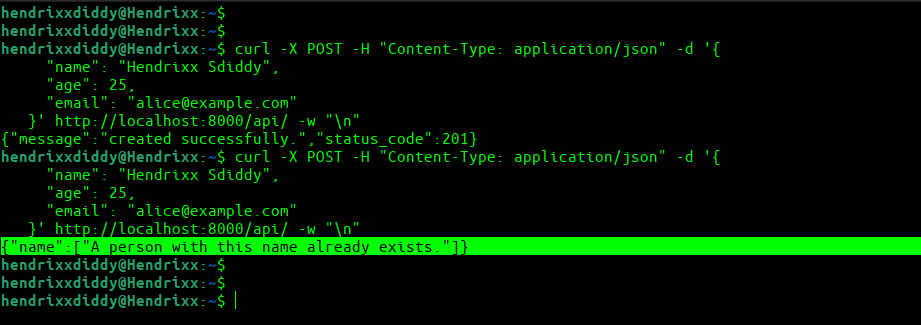 hendrixxdiddy@Hendrixx:~$
hendrixxdiddy@Hendrixx:~$
hendrixxdiddy@Hendrixx:~$ curl -X POST -H "Content-Type: application/json" -d '{
     "name": "Hendrixx Sdiddy",
     "age": 25,
     "email": "alice@example.com"
   }' http://localhost:8000/api/ -w "\n"
{"message":"created successfully.","status_code":201}
hendrixxdiddy@Hendrixx:~$ curl -X POST -H "Content-Type: application/json" -d '{
     "name": "Hendrixx Sdiddy",
     "age": 25,
     "email": "alice@example.com"
   }' http://localhost:8000/api/ -w "\n"
{"name":["A person with this name already exists."]}
hendrixxdiddy@Hendrixx:~$
hendrixxdiddy@Hendrixx:~$
hendrixxdiddy@Hendrixx:~$